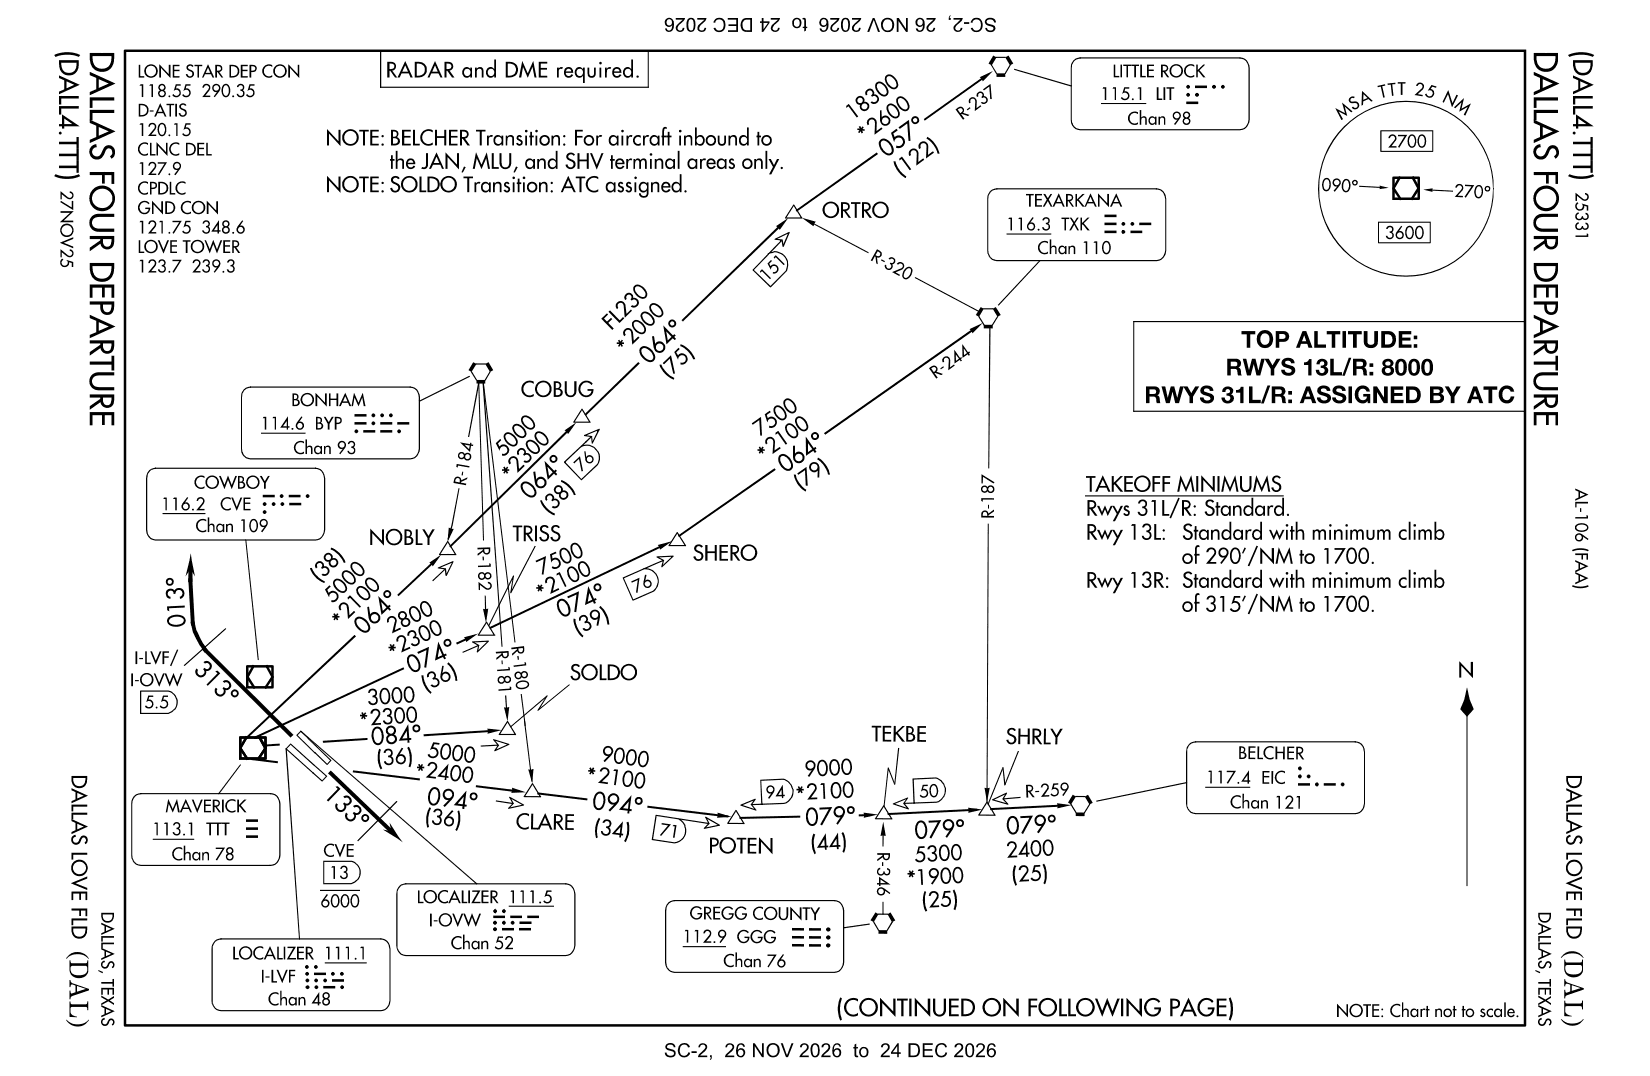 SC-2, 26 NOV 2026 to 24 DEC 2026
(DALL4.TTT) 27NOV25
DALLAS FOUR DEPARTURE
DALLAS LOVE FLD (DAL)
DALLAS, TEXAS
LONE STAR DEP CON
118.55 290.35
D-ATIS
120.15
CLNC DEL
127.9
CPDLC
GND CON
121.75 348.6
LOVE TOWER
123.7 239.3
RADAR and DME required.
NOTE: BELCHER Transition: For aircraft inbound to
the JAN, MLU, and SHV terminal areas only.
NOTE: SOLDO Transition: ATC assigned.
18300
*2600
057°
(122)
R-237
LITTLE ROCK
115.1 LIT
Chan 98
MSA TTT 25 NM
2700
090°
270°
3600
ORTRO
151
R-320
TEXARKANA
116.3 TXK
Chan 110
FL230
*2000
064°
(75)
TOP ALTITUDE:
RWYS 13L/R: 8000
RWYS 31L/R: ASSIGNED BY ATC
R-244
COBUG
BONHAM
114.6 BYP
Chan 93
R-184
5000
*2300
064°
(38)
76
7500
*2100
064°
(79)
R-187
TAKEOFF MINIMUMS
Rwys 31L/R: Standard.
Rwy 13L: Standard with minimum climb
of 290'/NM to 1700.
Rwy 13R: Standard with minimum climb
of 315'/NM to 1700.
COWBOY
116.2 CVE
Chan 109
NOBLY
TRISS
R-182
SHERO
7500
*2100
074°
(39)
76
(38)
5000
*2100
064°
2800
*2300
074°
(36)
R-181
R-180
013°
313°
I-LVF/
I-OVW
5.5
SOLDO
3000
*2300
084°
(36)
5000
*2400
094°
(36)
CLARE
9000
*2100
094°
(34)
71
POTEN
94
9000
*2100
079°
(44)
TEKBE
50
SHRLY
R-259
079°
5300
*1900
(25)
079°
2400
(25)
BELCHER
117.4 EIC
Chan 121
N
MAVERICK
113.1 TTT
Chan 78
133°
CVE
13
6000
LOCALIZER 111.5
I-OVW
Chan 52
LOCALIZER 111.1
I-LVF
Chan 48
R-346
GREGG COUNTY
112.9 GGG
Chan 76
(CONTINUED ON FOLLOWING PAGE)
NOTE: Chart not to scale.
DALLAS FOUR DEPARTURE
(DALL4.TTT) 25331
AL-106 (FAA)
DALLAS LOVE FLD (DAL)
DALLAS, TEXAS
SC-2, 26 NOV 2026 to 24 DEC 2026